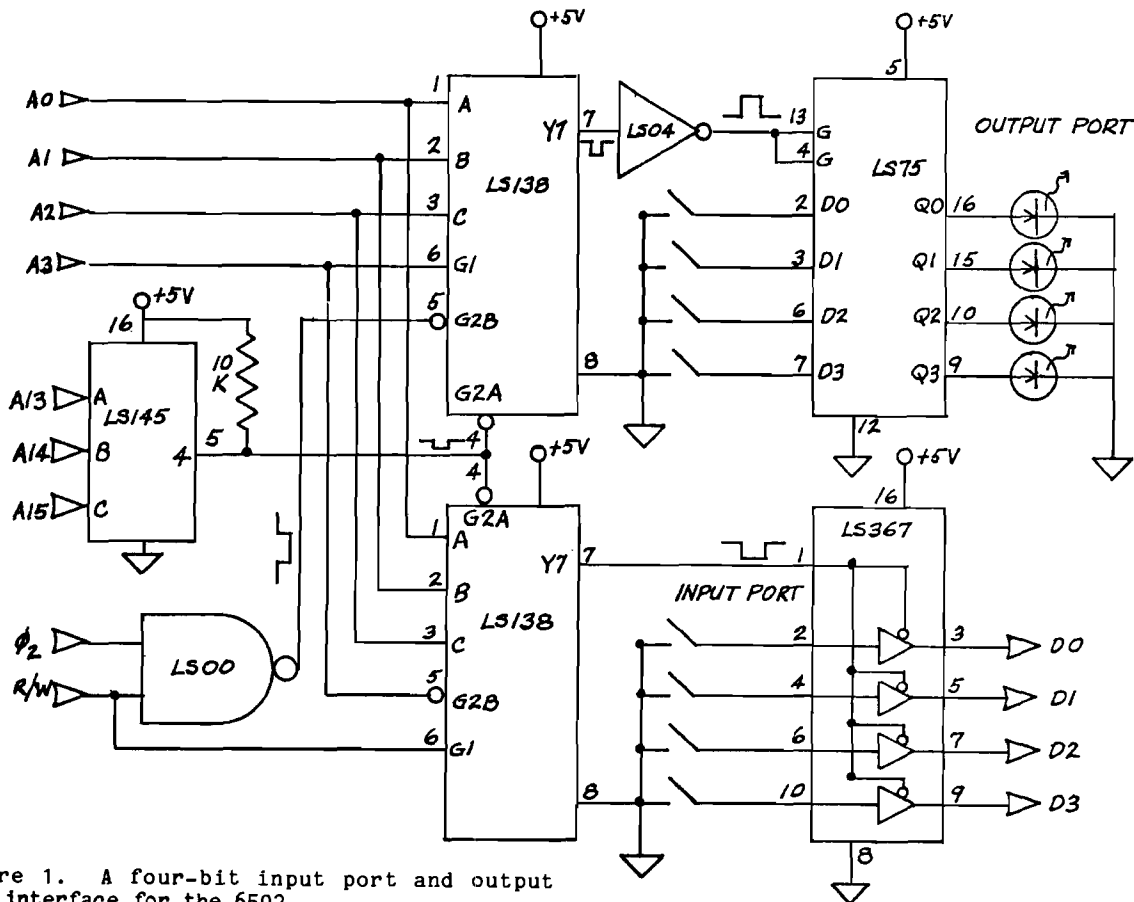 +5V
+5V
A0
1
A
Y7
7
LS04
13
G
5
OUTPUT PORT
4
G
LS75
A1
2
B
LS138
A2
3
C
2
D0
Q0
16
A3
6
G1
3
D1
Q1
15
+5V
16
5
G2B
6
D2
Q2
10
10
K
8
7
D3
Q3
9
G2A
A13
A
LS145
4
12
A14
B
4
5
4
+5V
+5V
A15
C
G2A
16
LS367
1
A
Y7
7
1
2
B
INPUT PORT
LS138
3
C
2
3
D0
ϕ2
LS00
R/W
5
G2B
4
5
D1
6
G1
6
7
D2
8
10
9
D3
8
re 1. A four-bit input port and output
interface for the 6502